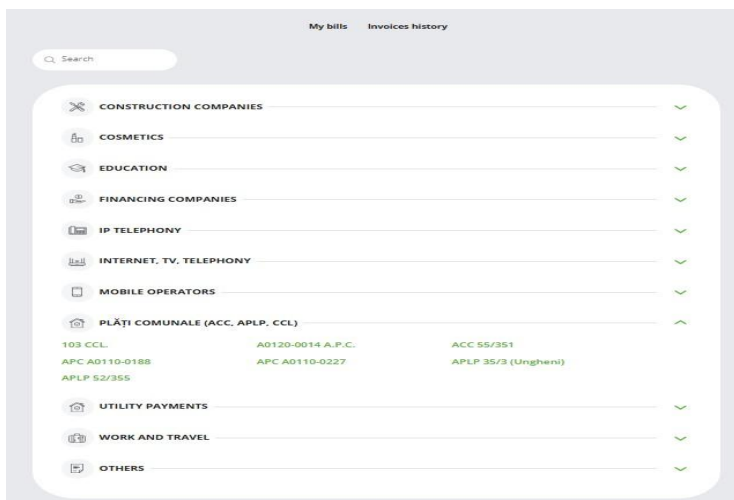 My bills Invoices history
Search
CONSTRUCTION COMPANIES
COSMETICS
EDUCATION
FINANCING COMPANIES
IP TELEPHONY
INTERNET, TV, TELEPHONY
MOBILE OPERATORS
PLĂȚI COMUNALE (ACC, APLP, CCL)
103 CCL. A0120-0014 A.P.C. ACC 55/351
APC A0110-0188 APC A0110-0227 APLP 35/3 (Ungheni)
APLP 52/355
UTILITY PAYMENTS
WORK AND TRAVEL
OTHERS